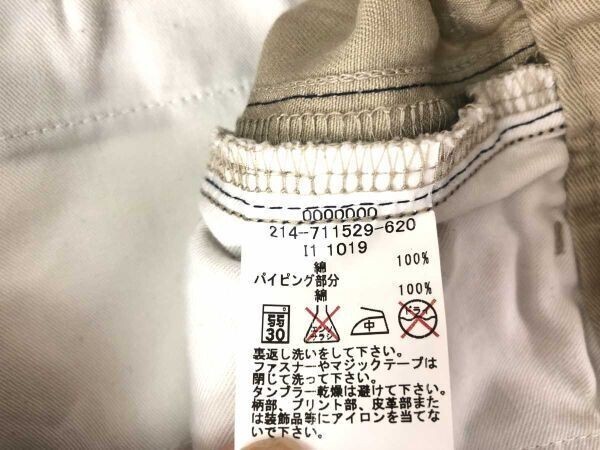 0000000
214-711529-620
I1 1019
綿 100%
パイピング部分
綿 100%
30 中 ドライ
裏返し洗いをして下さい。
ファスナーやマジックテープは
閉じて洗って下さい。
タンブラー乾燥は避けて下さい。
柄部、プリント部、皮革部また
は装飾品等にアイロンを当てな
いで下さい。